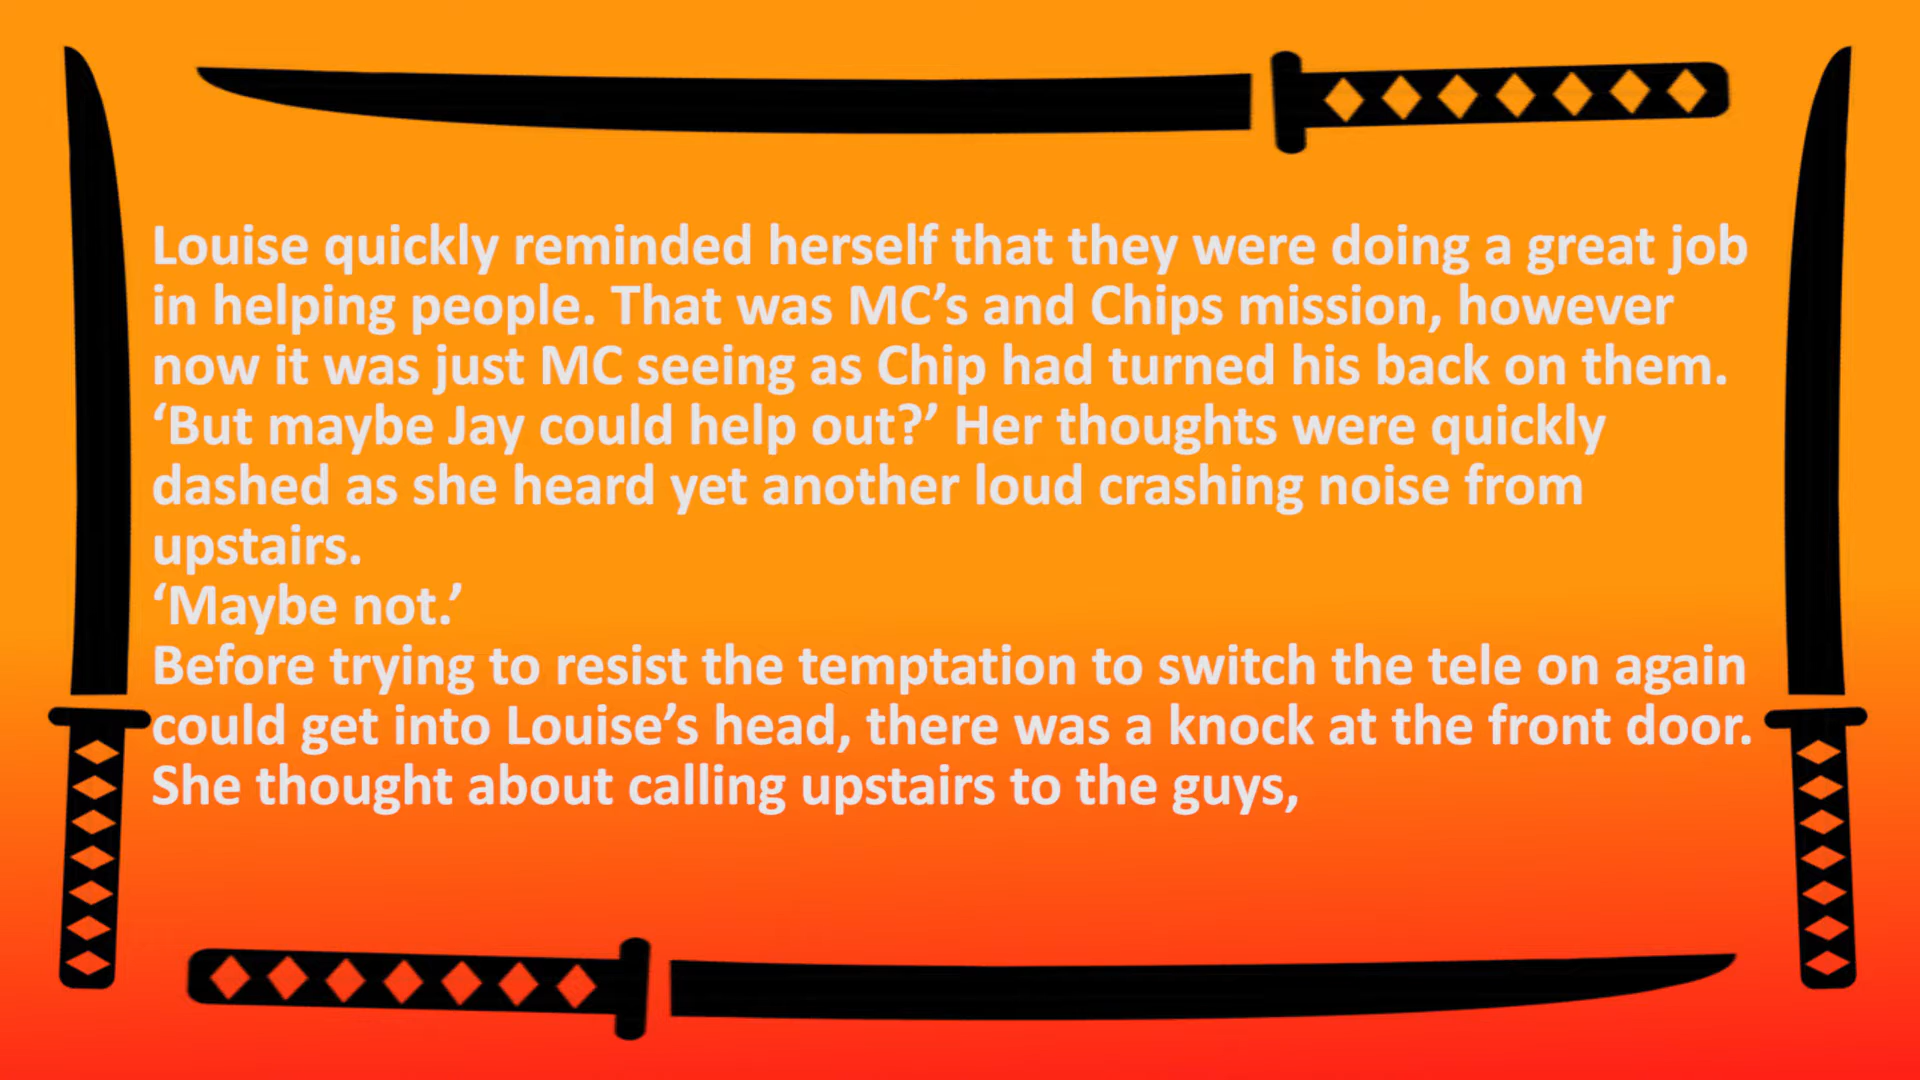 Louise quickly reminded herself that they were doing a great job
in helping people. That was MC’s and Chips mission, however
now it was just MC seeing as Chip had turned his back on them.
‘But maybe Jay could help out?’ Her thoughts were quickly
dashed as she heard yet another loud crashing noise from
upstairs.
‘Maybe not.’
Before trying to resist the temptation to switch the tele on again
could get into Louise’s head, there was a knock at the front door.
She thought about calling upstairs to the guys,